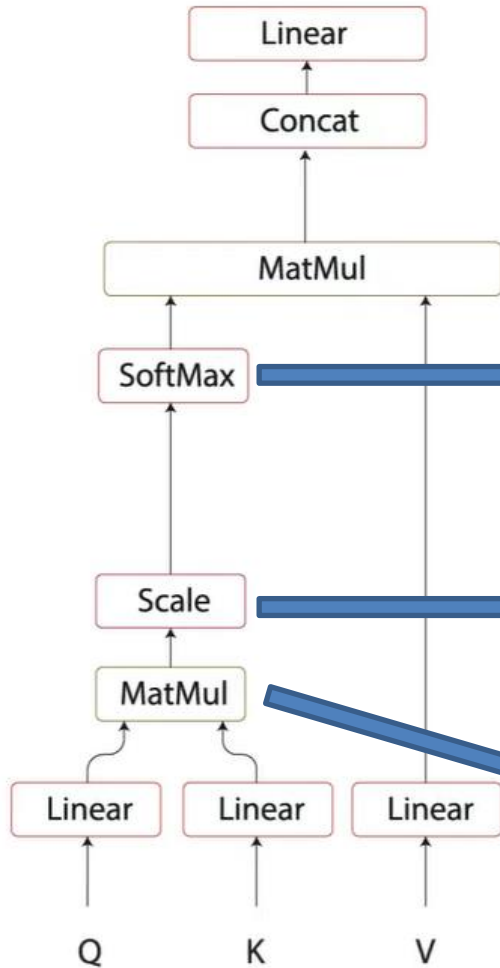 Linear
Concat
MatMul
SoftMax
Scale
MatMul
Linear Linear Linear
Q K V